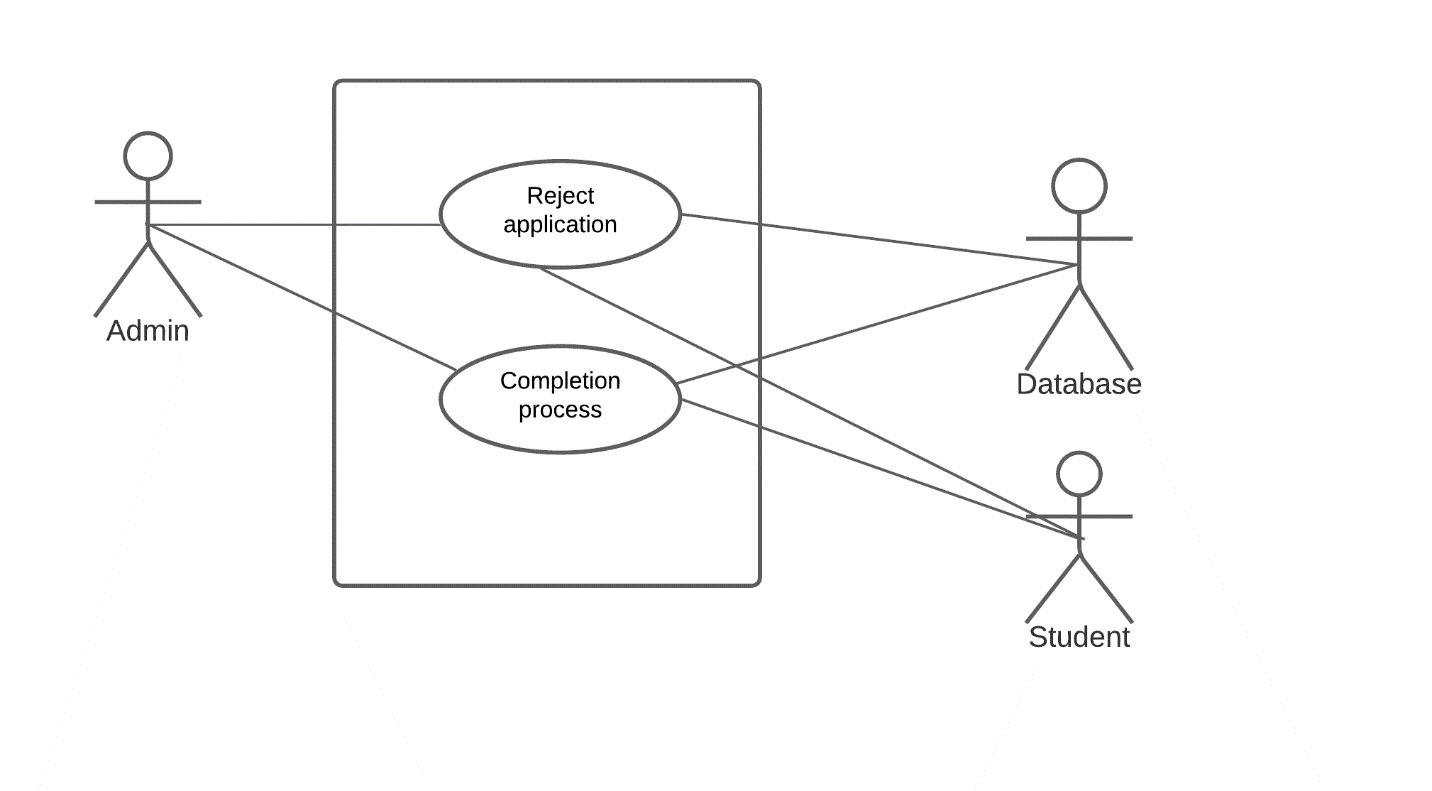 Reject
application
Admin
Completion
process
Database
Student